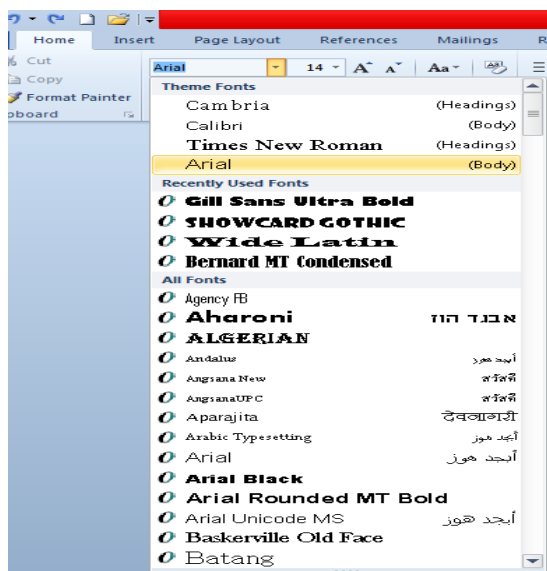 Home Insert Page Layout References Mailings R
Cut
Copy
Format Painter
pboard
Arial 14 A A Aa
Theme Fonts
Cambria (Headings)
Calibri (Body)
Times New Roman (Headings)
Arial (Body)
Recently Used Fonts
Gill Sans Ultra Bold
SHOWCARD GOTHIC
Wide Latin
Bernard MT Condensed
All Fonts
Agency FB
Aharoni אבגד הוז
ALGERIAN
Andalus أبجد هوز
Angsana New สวัสดี
AngsanaUPC สวัสดี
Aparajita देवनागरी
Arabic Typesetting أبجد هوز
Arial أبجد هوز
Arial Black
Arial Rounded MT Bold
Arial Unicode MS أبجد هوز
Baskerville Old Face
Batang